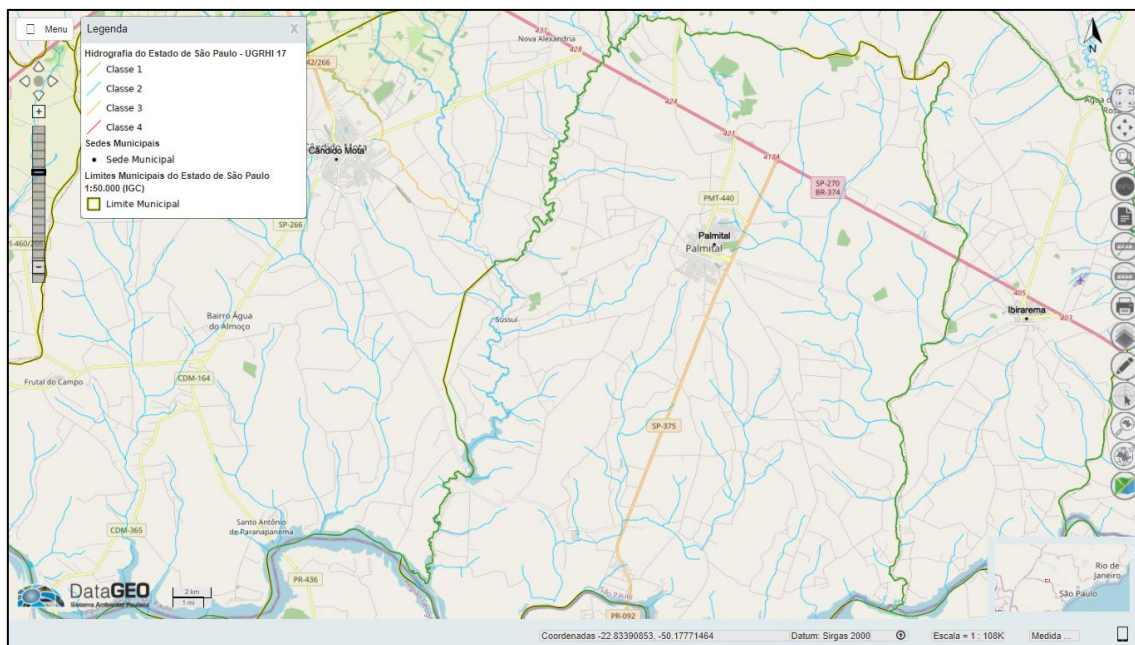 Menu
Legenda
X
Hidrografia do Estado de São Paulo - UGRHI 17
Classe 1
Classe 2
Classe 3
Classe 4
Sedes Municipais
Sede Municipal
Limites Municipais do Estado de São Paulo
1:50.000 (IGC)
Limite Municipal
Nova Alexandria
428
N
424
421
Cândido Mota
Cândido Mota
SP-270
BR-374
PMT-440
SP-266
Palmital
Palmital
INFO
405
403
Ibirarema
Bairro Água
do Almoço
Sussuí
Frutal do Campo
CDM-164
SP-375
Santo Antônio
de Paranapanema
CDM-365
PR-436
PR-092
DataGEO
Sistema Ambiental Paulista
2 km
1 mi
Rio de
Janeiro
São Paulo
Coordenadas -22.83390853, -50.17771464
Datum: Sirgas 2000
Escala = 1 : 108K
Medida ...